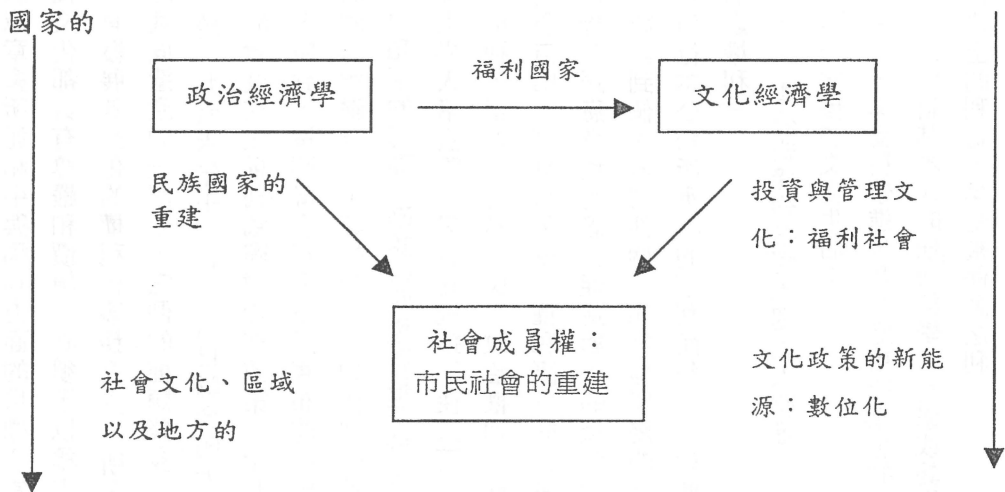 國家的
政治經濟學
福利國家
文化經濟學
民族國家的
重建
投資與管理文
化：福利社會
社會成員權：
市民社會的重建
社會文化、區域
以及地方的
文化政策的新能
源：數位化